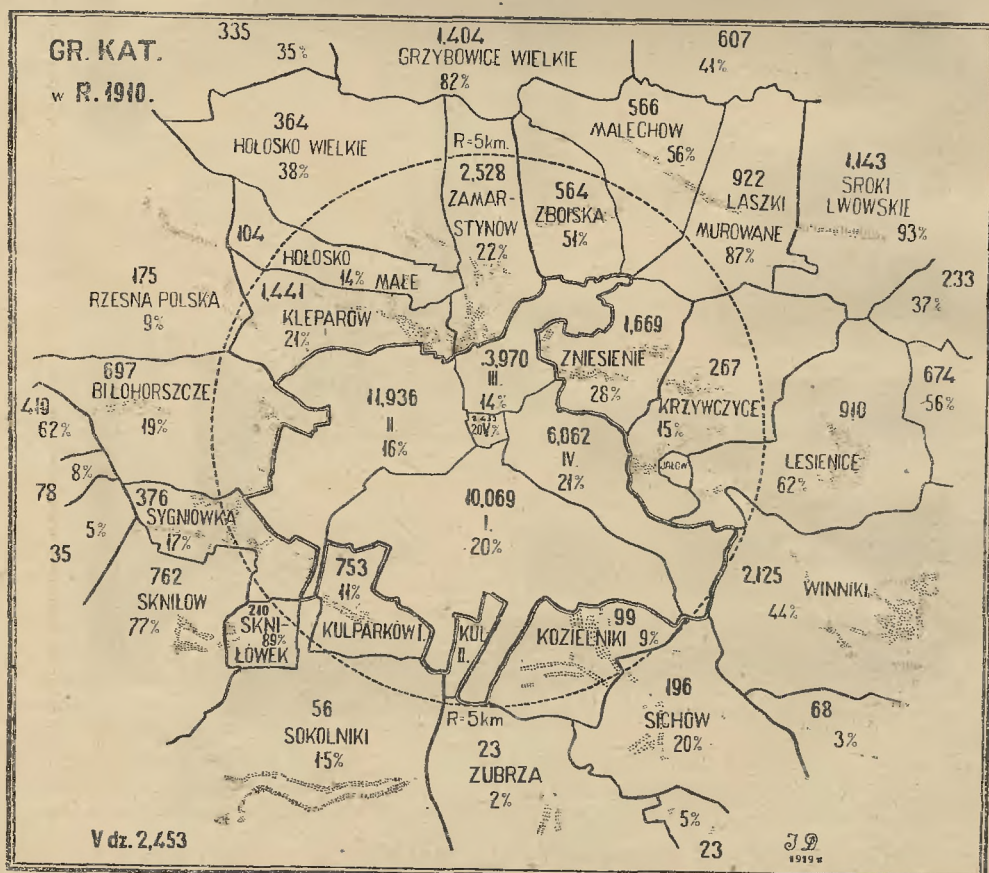 GR. KAT.
w R. 1910.
335
35%
1,404
GRZYBOWICE WIELKIE
82%
607
41%
364
HOŁOSKO WIELKIE
38%
R=5km.
2,528
ZAMAR-
STYNÓW
22%
564
ZBOISKA
51%
566
MALECHÓW
56%
922
LASZKI
MUROWANE
87%
1,143
SROKI
LWOWSKIE
93%
104
HOŁOSKO
14% MAŁE
175
RZESNA POLSKA
9%
1,441
KLEPARÓW
21%
233
37%
3,970
III.
14%
1,669
ZNIESIENIE
28%
267
KRZYWCZYCE
15%
697
BIŁOHORSZCZE
19%
11,936
II
16%
20%
V
6,062
IV.
21%
JAŁOW.
910
LESIENICE
62%
674
56%
419
62%
8%
78
5%
35
376
SYGNIÓWKA
17%
10,069
I.
20%
762
SKNIŁÓW
77%
753
11%
KULPARKÓW I.
210
SKNI-
89%
ŁÓWEK
KUL
II.
99
KOZIELNIKI 9%
2,125
WINNIKI
44%
56
SOKOLNIKI
1·5%
R=5km
23
ZUBRZA
2%
196
SICHÓW
20%
68
3%
5%
23
V dz. 2,453
J D
1919 r